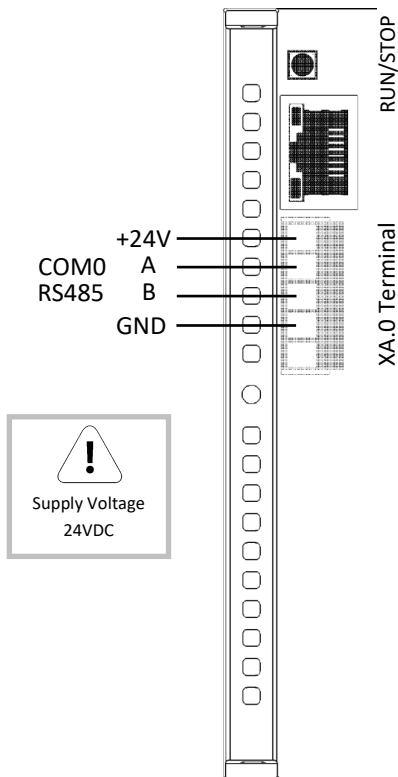 RUN/STOP
+24V
COM0 A
RS485 B
GND
XA.0 Terminal
!
Supply Voltage
24VDC